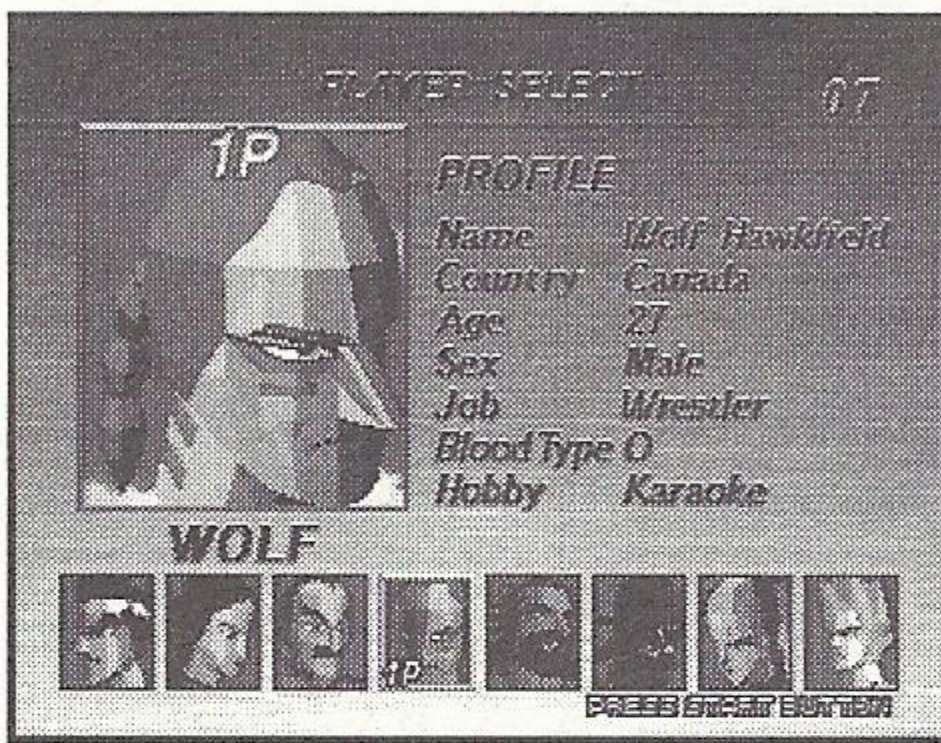 PLAYER SELECT
07
1P
PROFILE
Name Wolf Hawkfield
Country Canada
Age 27
Sex Male
Job Wrestler
Blood Type O
Hobby Karaoke
WOLF
1P
PRESS START BUTTON